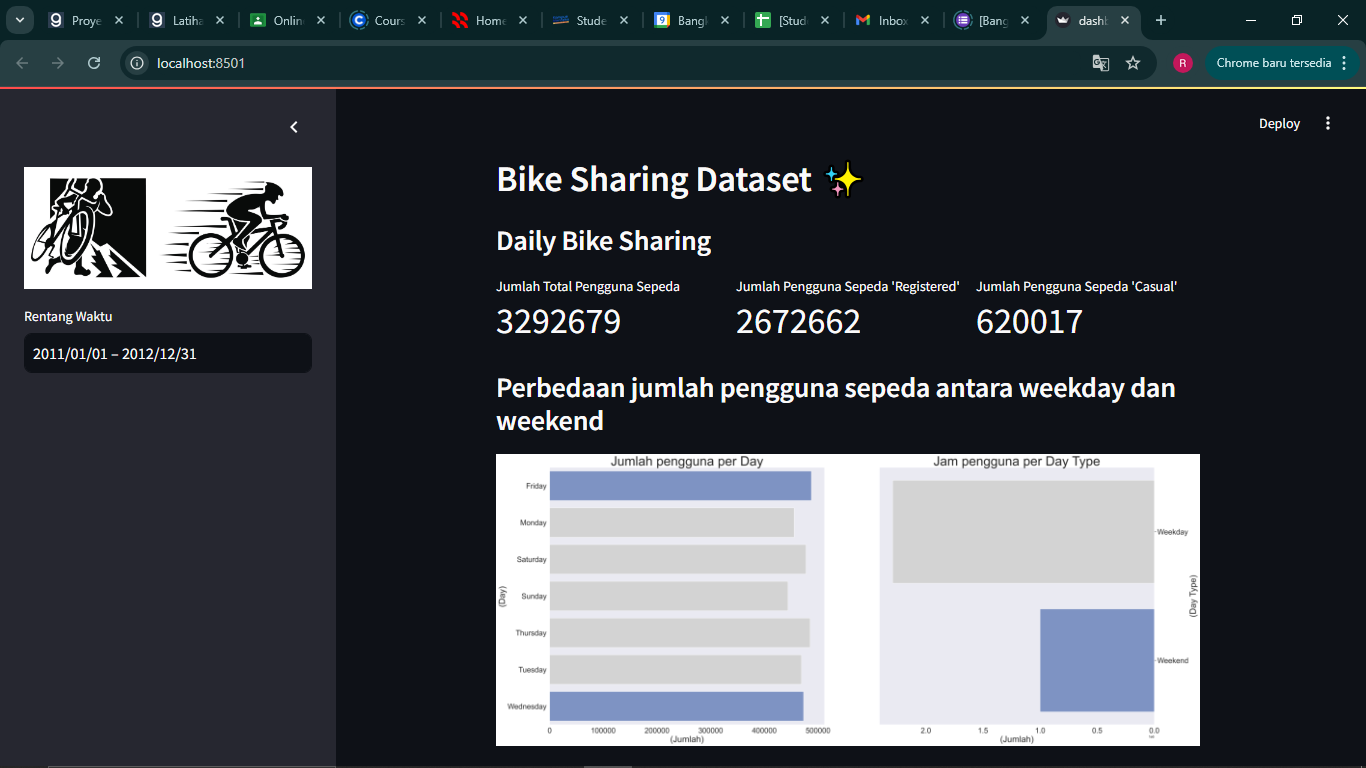 Proye
Latiha
Onlin
Cours
Home
Stude
9
Bangl
[Stud
Inbox
[Bang
dashb
localhost:8501
R
Chrome baru tersedia
Deploy
Rentang Waktu
2011/01/01 – 2012/12/31
Bike Sharing Dataset ✨
Daily Bike Sharing
Jumlah Total Pengguna Sepeda
3292679
Jumlah Pengguna Sepeda 'Registered'
2672662
Jumlah Pengguna Sepeda 'Casual'
620017
Perbedaan jumlah pengguna sepeda antara weekday dan
weekend
Jumlah pengguna per Day
(Day)
Friday
Monday
Saturday
Sunday
Thursday
Tuesday
Wednesday
0 100000 200000 300000 400000 500000
(Jumlah)
Jam pengguna per Day Type
Weekday
Weekend
(Day Type)
2.0 1.5 1.0 0.5 0.0
(Jumlah)